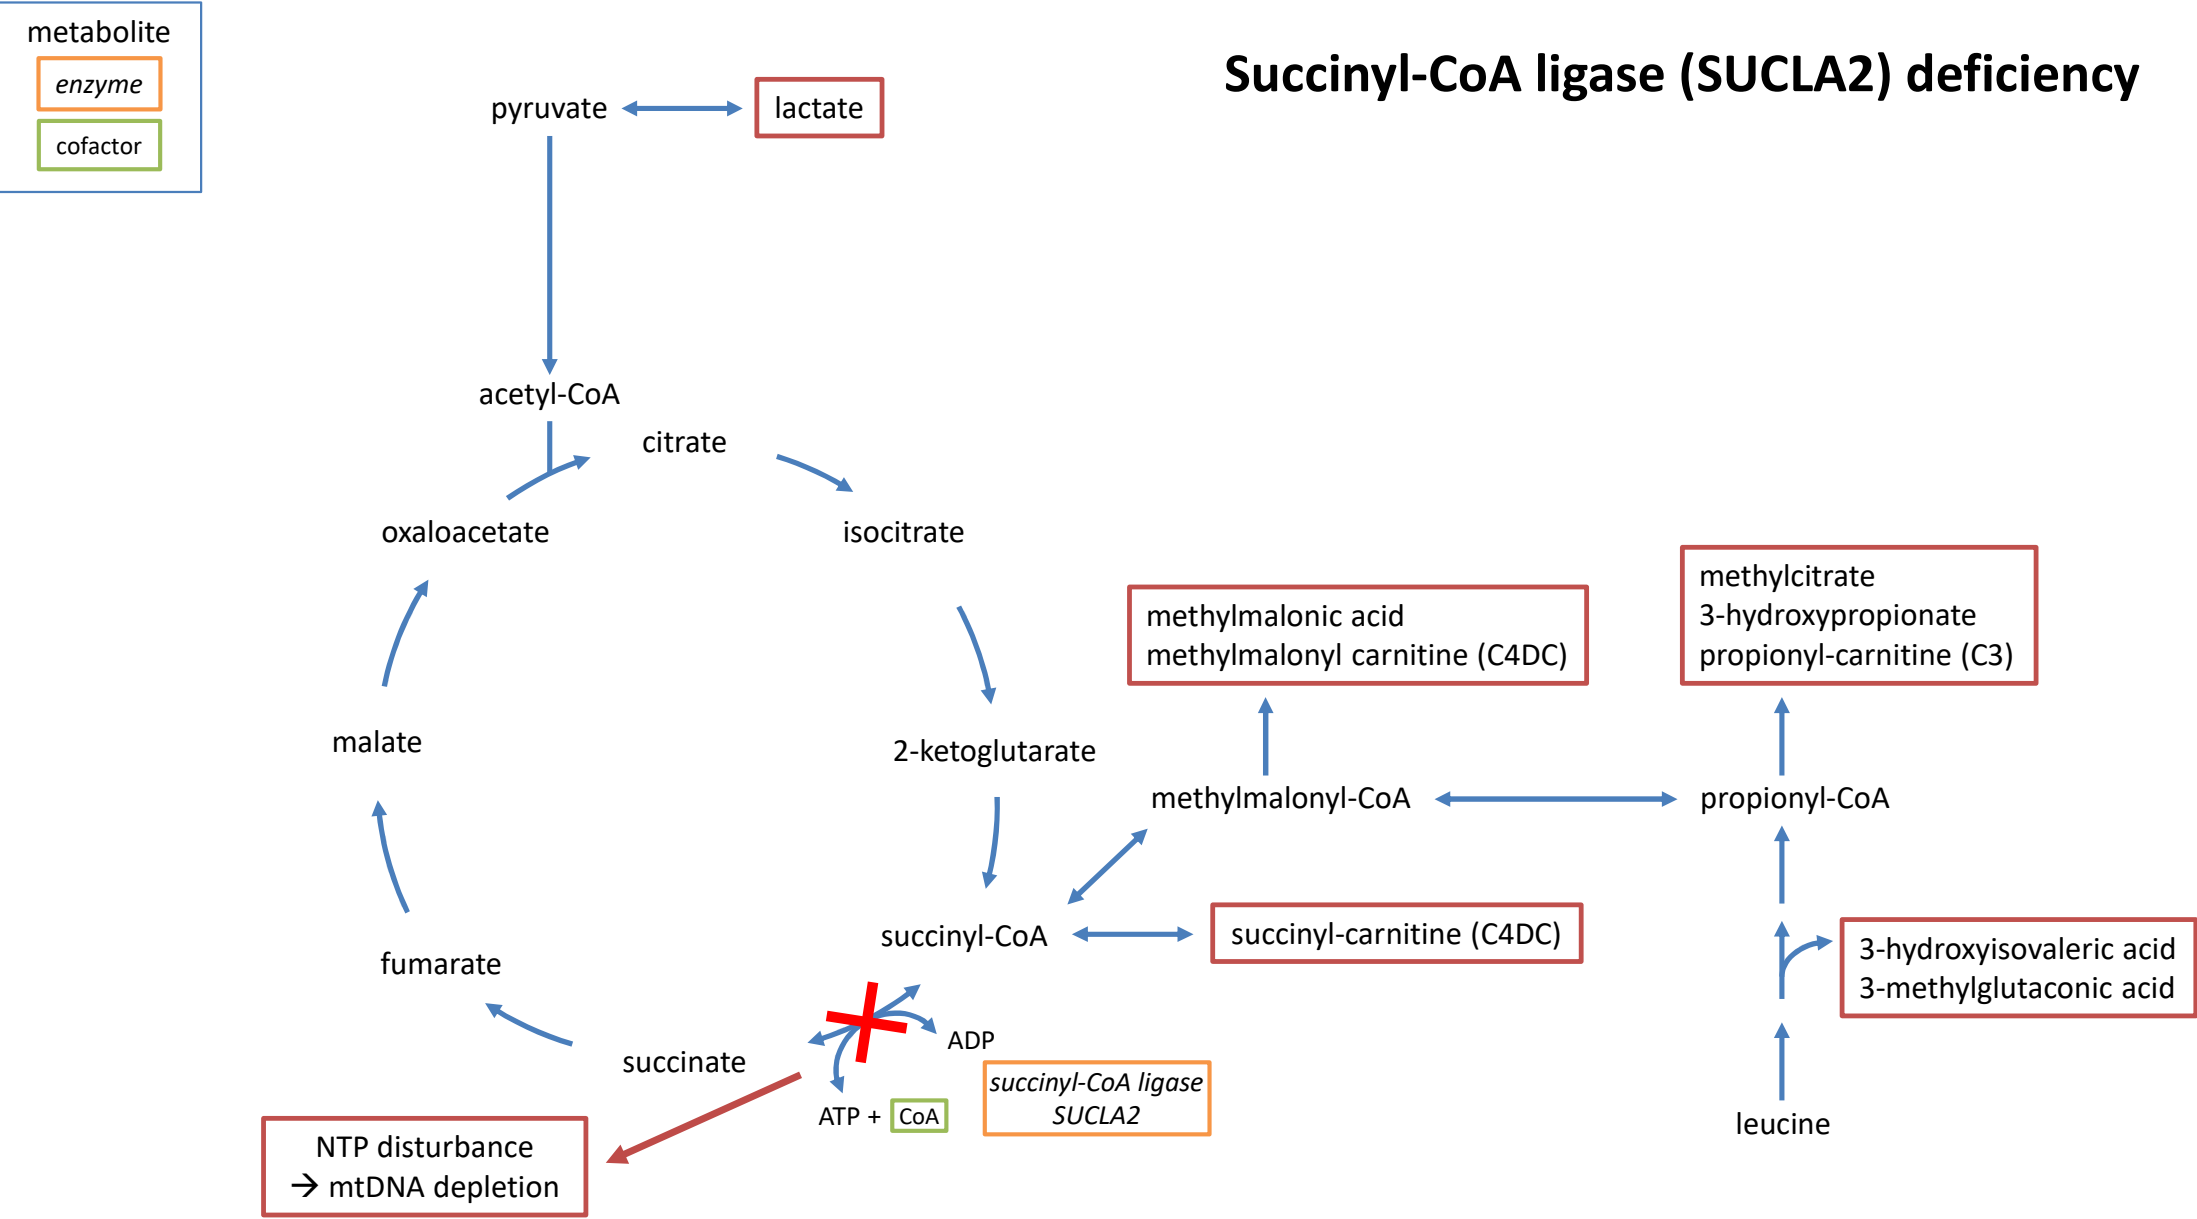 metabolite
enzyme
cofactor
Succinyl-CoA ligase (SUCLA2) deficiency
pyruvate
lactate
acetyl-CoA
citrate
oxaloacetate
isocitrate
methylmalonic acid
methylmalonyl carnitine (C4DC)
methylcitrate
3-hydroxypropionate
propionyl-carnitine (C3)
malate
2-ketoglutarate
methylmalonyl-CoA
propionyl-CoA
succinyl-CoA
succinyl-carnitine (C4DC)
3-hydroxyisovaleric acid
3-methylglutaconic acid
fumarate
succinate
ADP
succinyl-CoA ligase
SUCLA2
ATP + CoA
leucine
NTP disturbance
→ mtDNA depletion